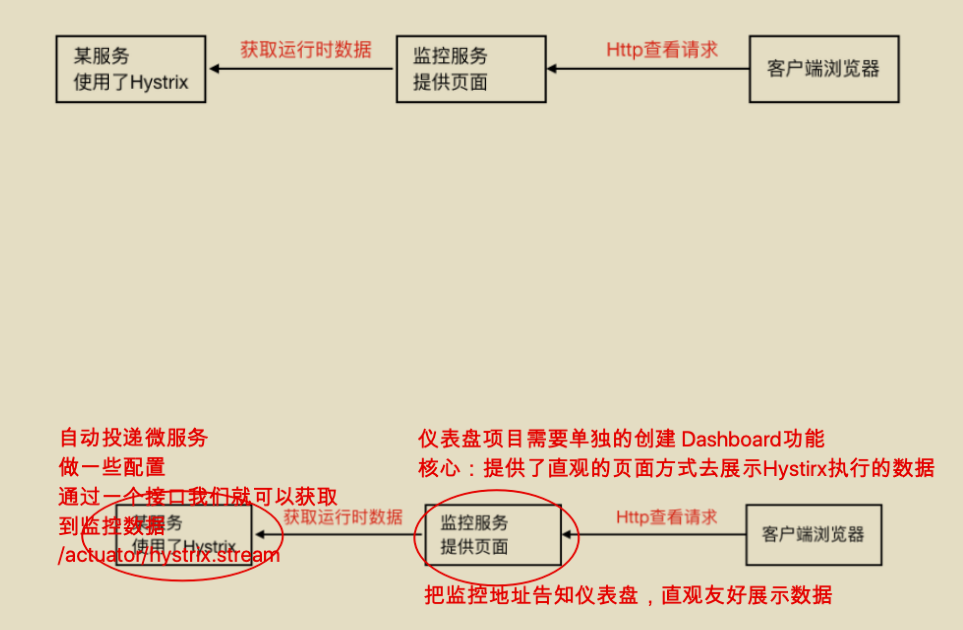 某服务
使用了Hystrix
获取运行时数据
监控服务
提供页面
Http查看请求
客户端浏览器
自动投递微服务
做一些配置
通过一个接口我们就可以获取
到监控数据
/actuator/hystrix.stream
某服务
使用了Hystrix
获取运行时数据
仪表盘项目需要单独的创建 Dashboard功能
核心：提供了直观的页面方式去展示Hystirx执行的数据
监控服务
提供页面
Http查看请求
客户端浏览器
把监控地址告知仪表盘，直观友好展示数据